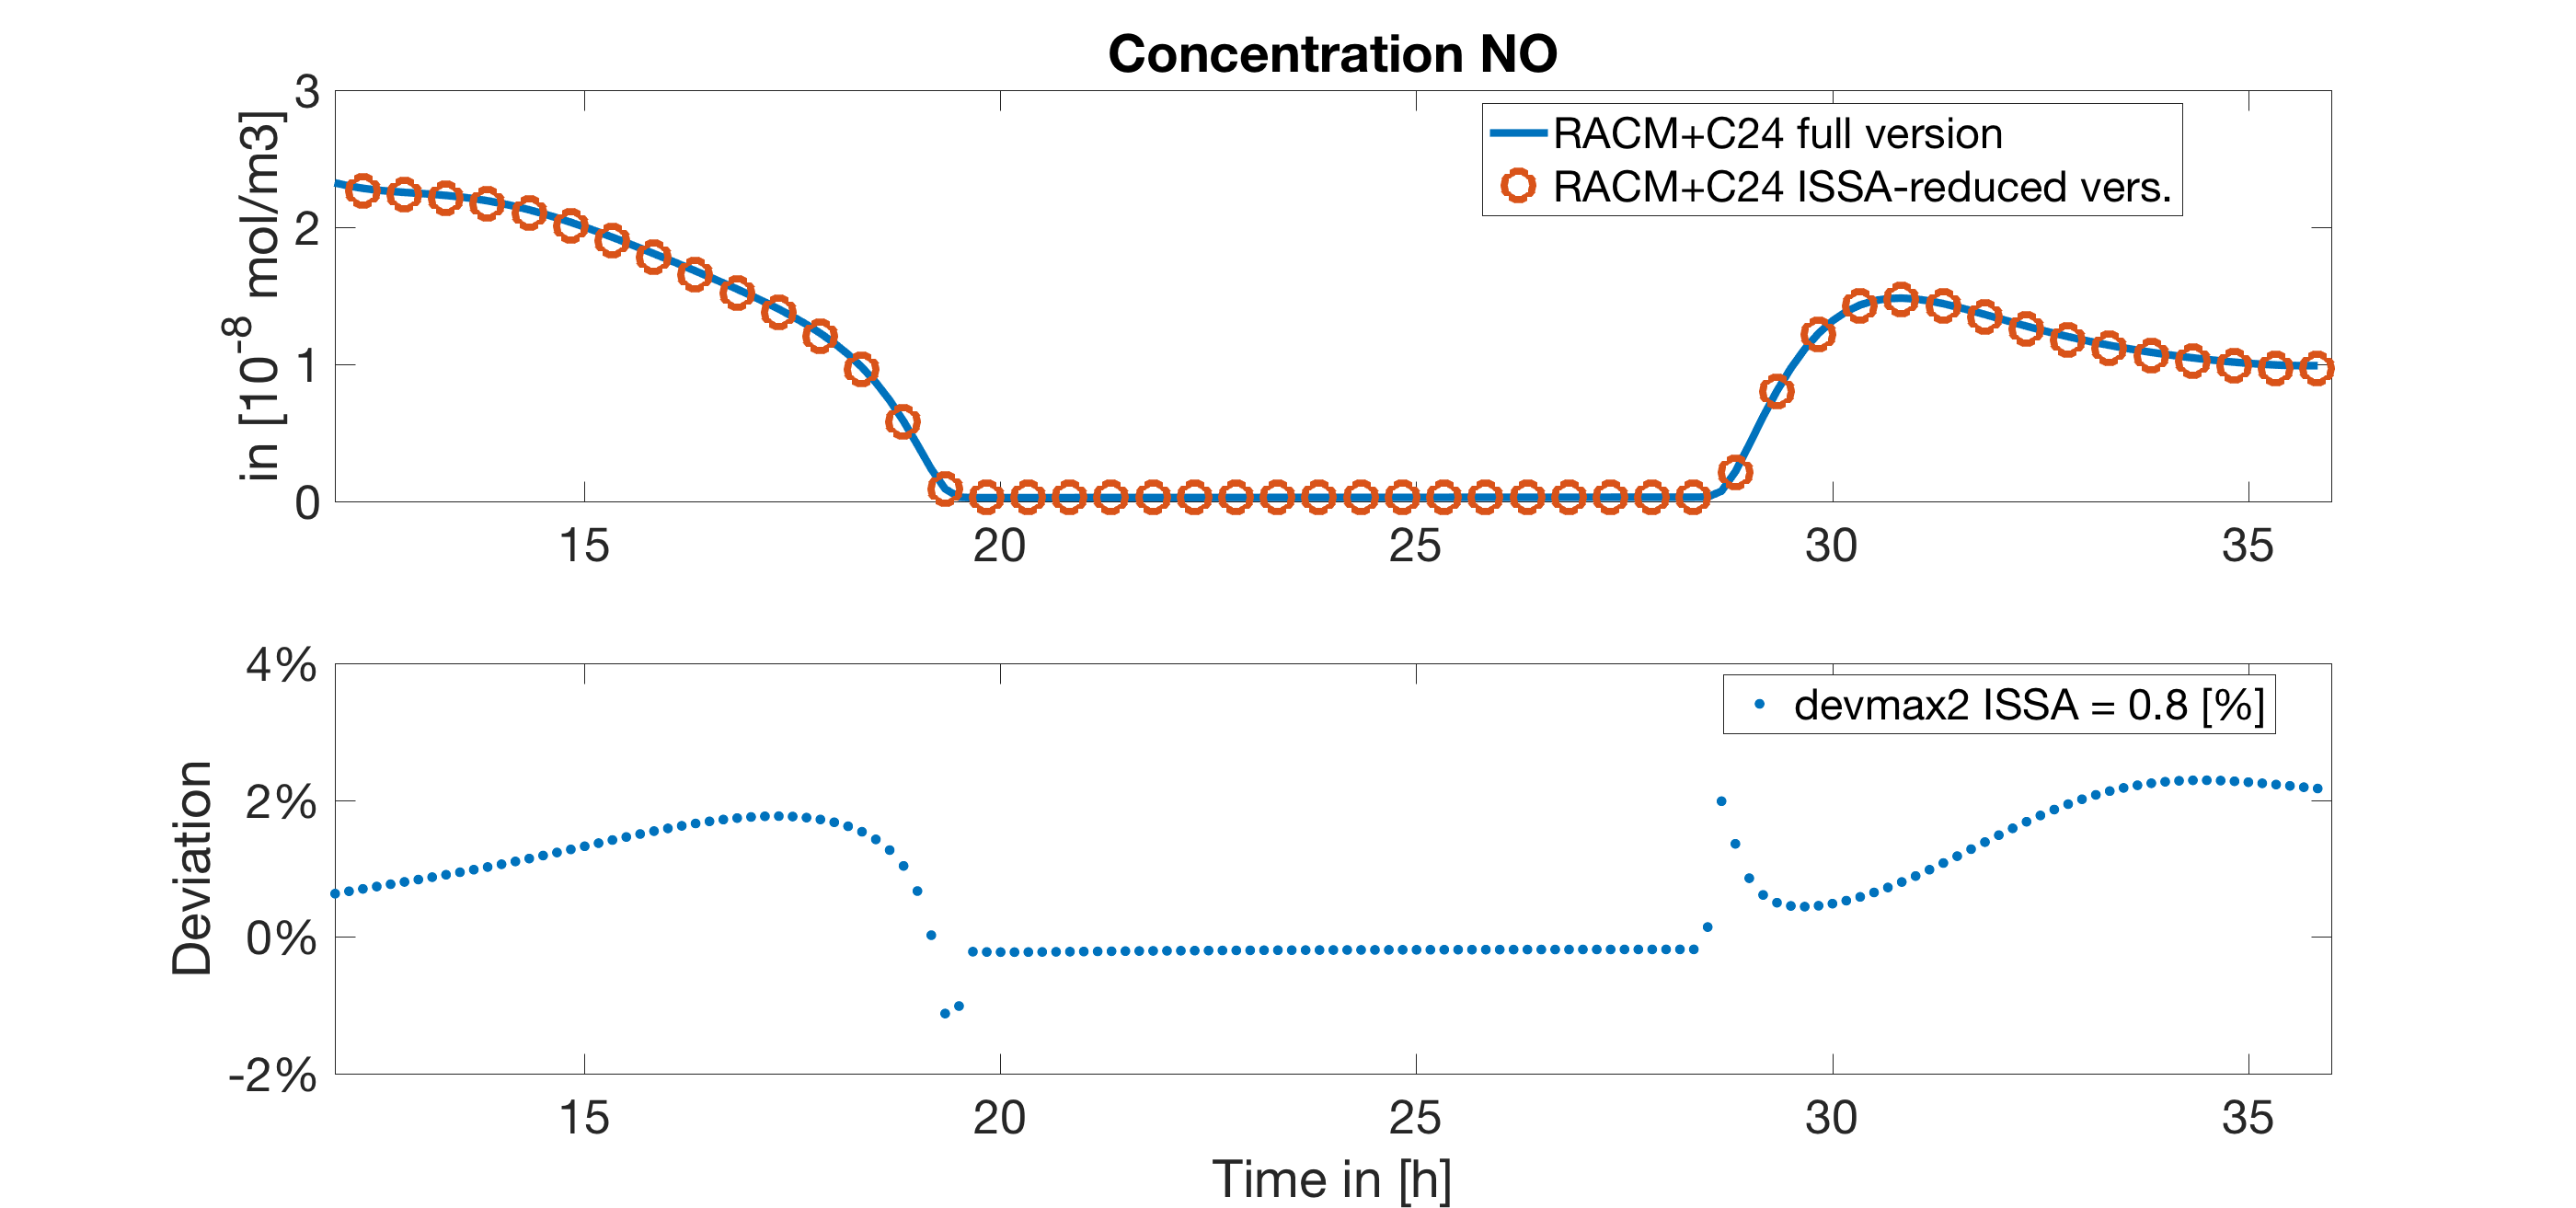 Concentration NO
in [10-8 mol/m3]
3
2
1
0
RACM+C24 full version
RACM+C24 ISSA-reduced vers.
15 20 25 30 35
Deviation
4%
2%
0%
-2%
devmax2 ISSA = 0.8 [%]
15 20 25 30 35
Time in [h]